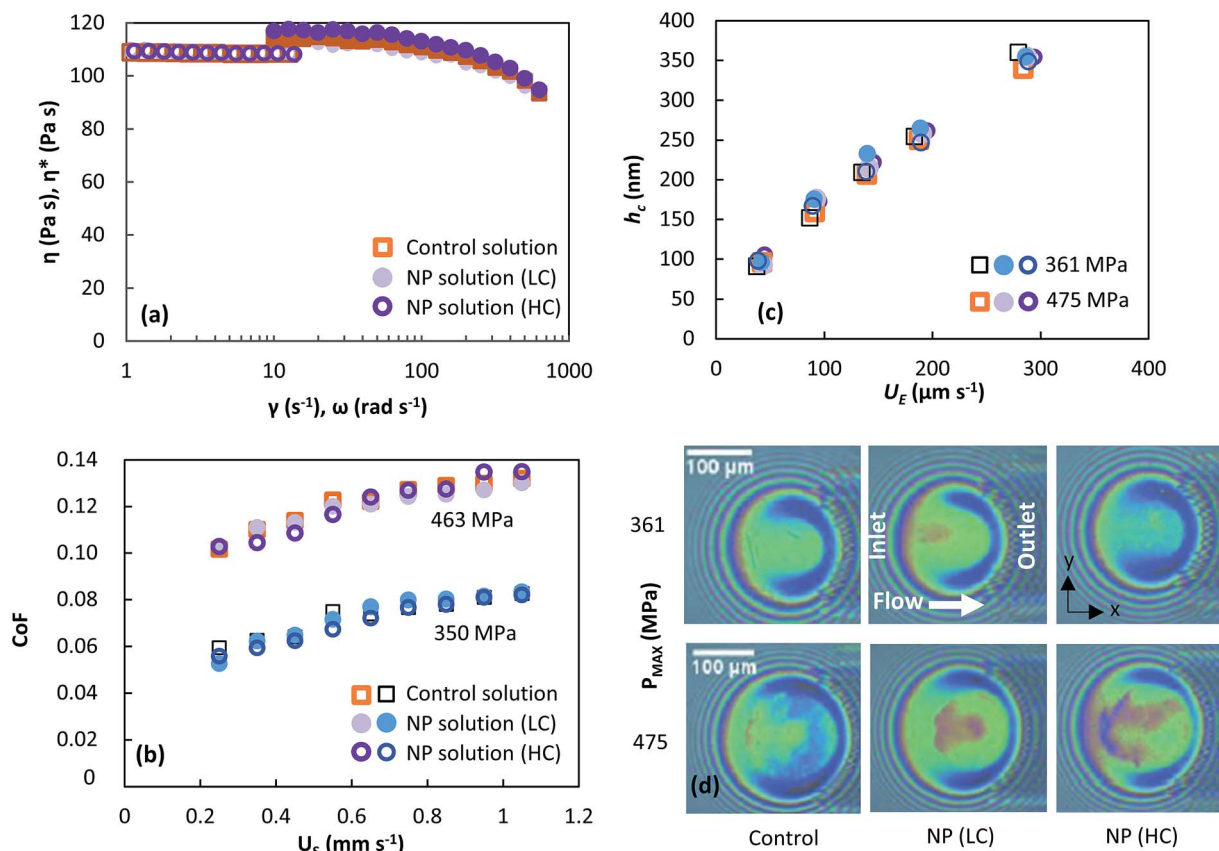 120
100
80
60
40
20
0
η (Pa s), η* (Pa s)
Control solution
NP solution (LC)
NP solution (HC)
(a)
1
10
100
1000
γ (s⁻¹), ω (rad s⁻¹)
400
350
300
250
200
150
100
50
0
h_c (nm)
361 MPa
475 MPa
(c)
0
100
200
300
400
U_E (µm s⁻¹)
0.14
0.12
0.10
0.08
0.06
0.04
0.02
0
CoF
463 MPa
350 MPa
Control solution
NP solution (LC)
NP solution (HC)
(b)
0
0.2
0.4
0.6
0.8
1
1.2
U_S (mm s⁻¹)
P_MAX (MPa)
361
475
100 µm
Inlet
Outlet
Flow
y
x
100 µm
(d)
Control
NP (LC)
NP (HC)